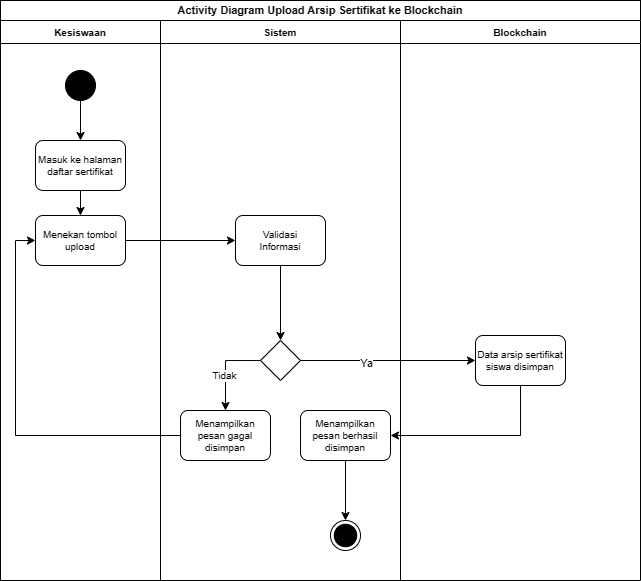 Activity Diagram Upload Arsip Sertifikat ke Blockchain
Kesiswaan
Sistem
Blockchain
Masuk ke halaman
daftar sertifikat
Menekan tombol
upload
Validasi
Informasi
Tidak
Ya
Data arsip sertifikat
siswa disimpan
Menampilkan
pesan gagal
disimpan
Menampilkan
pesan berhasil
disimpan